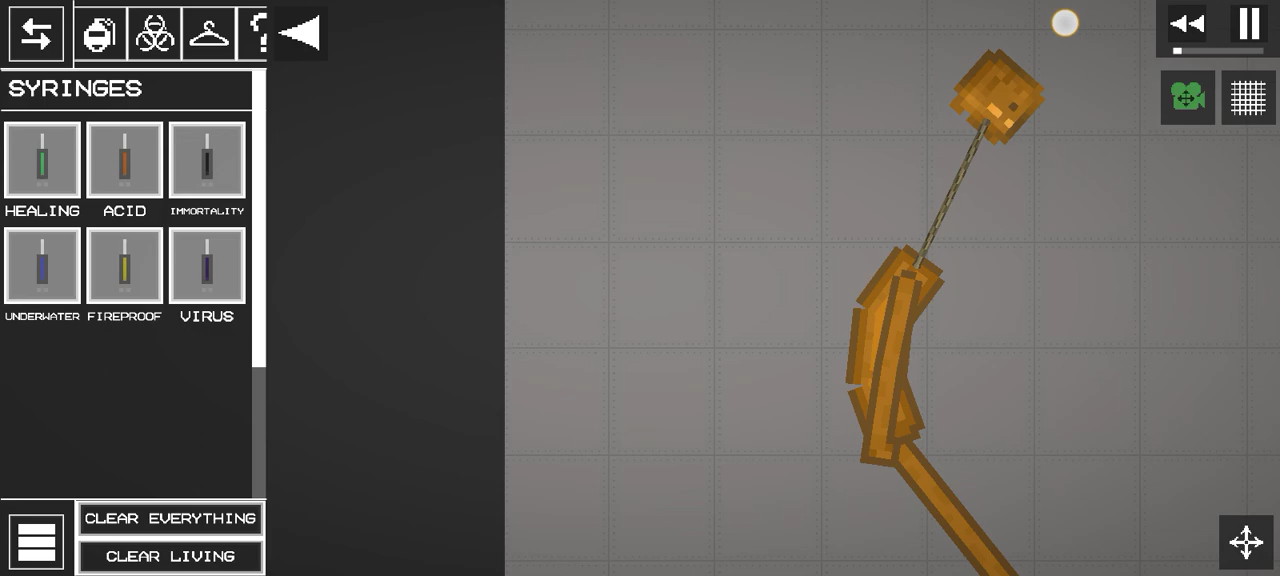 SYRINGES
HEALING ACID IMMORTALITY
UNDERWATER FIREPROOF VIRUS
CLEAR EVERYTHING
CLEAR LIVING